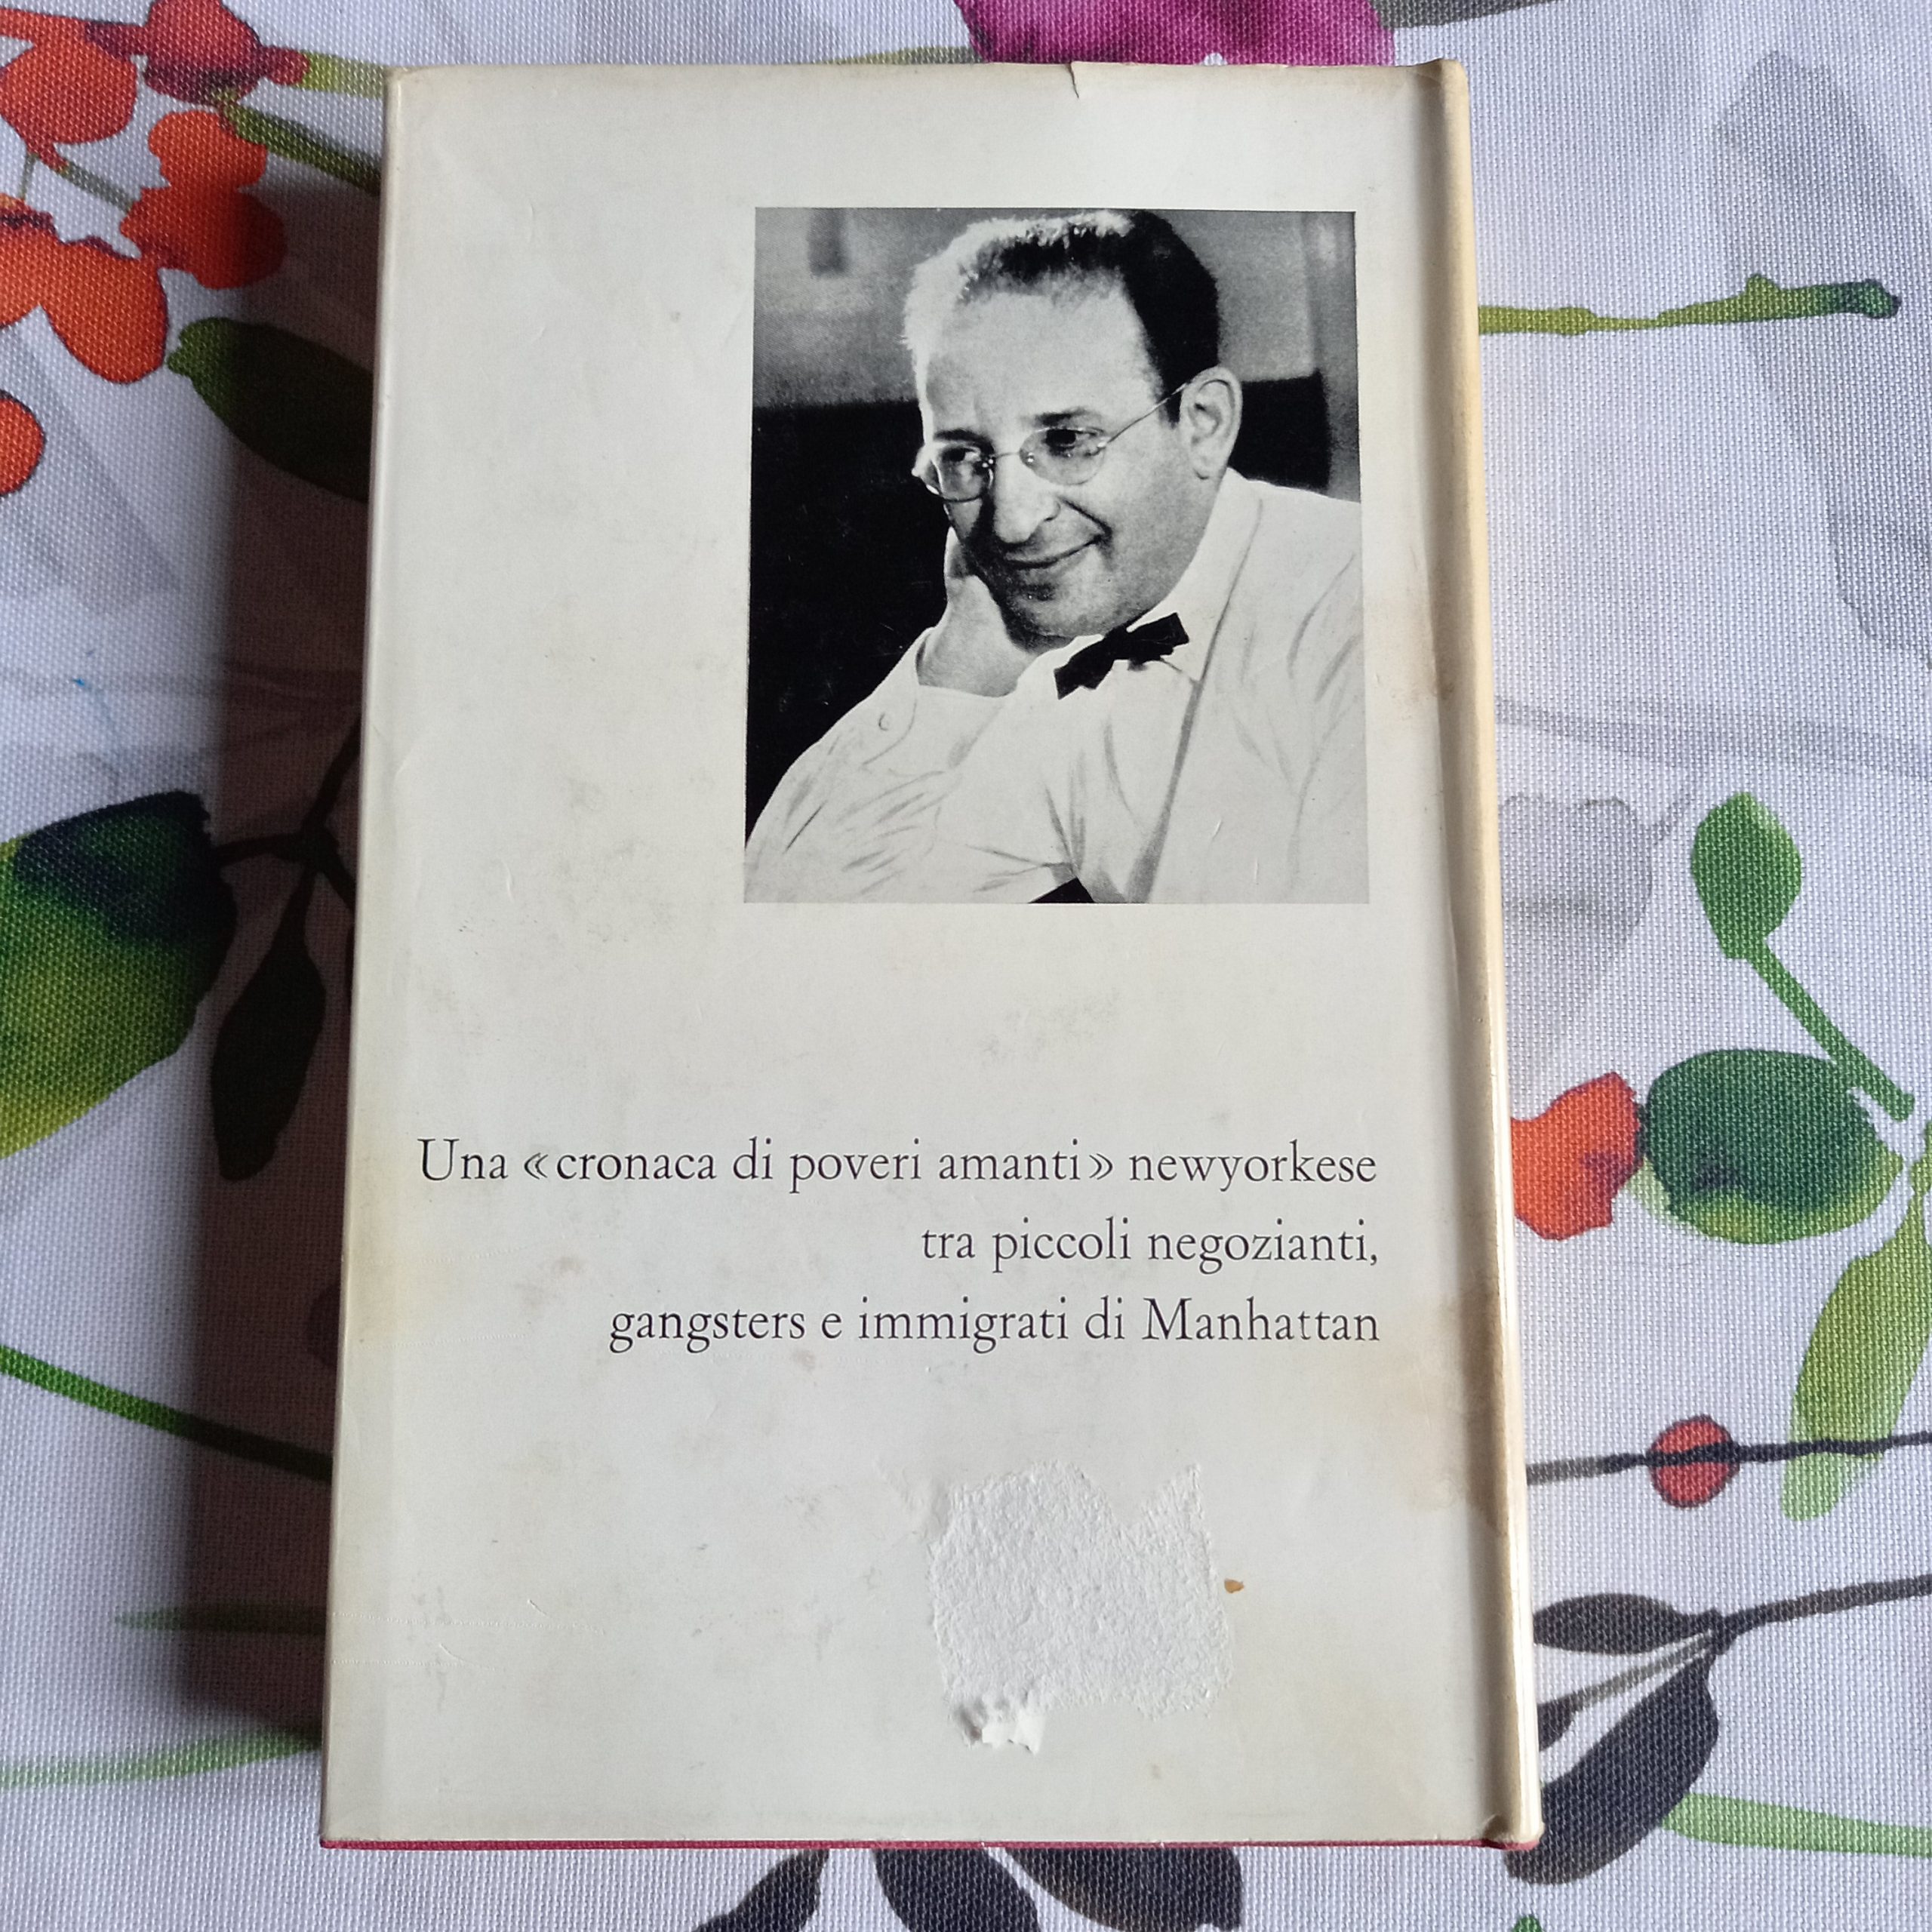 Una «cronaca di poveri amanti» newyorkese
tra piccoli negozianti,
gangsters e immigrati di Manhattan